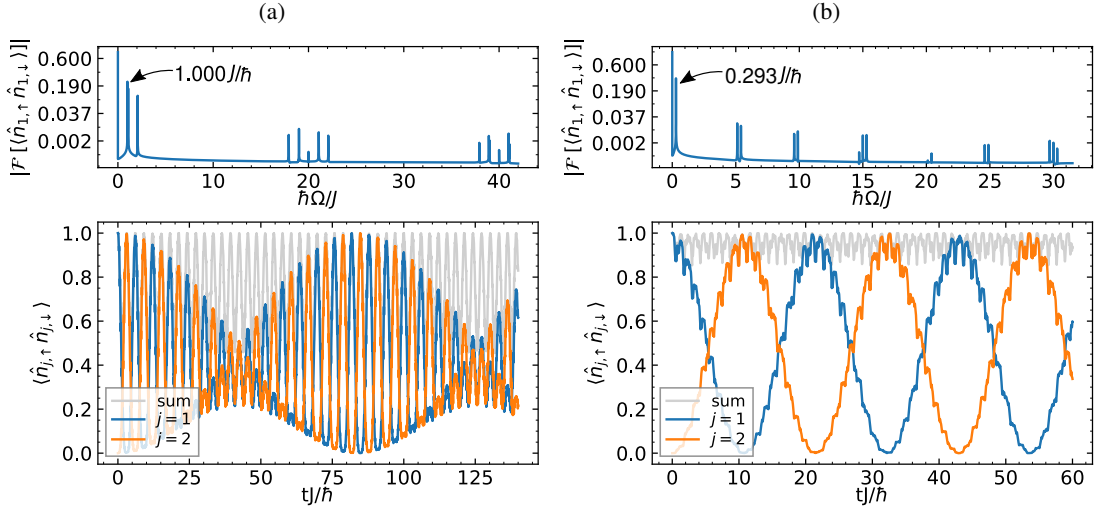 (a)
(b)
|ℱ [⟨n̂₁,↑ n̂₁,↓⟩]|
0.600
0.190
0.037
0.002
1.000J/ħ
0 10 20 30 40
ħΩ/J
|ℱ [⟨n̂₁,↑ n̂₁,↓⟩]|
0.600
0.190
0.037
0.002
0.293J/ħ
0 5 10 15 20 25 30
ħΩ/J
⟨n̂ⱼ,↑ n̂ⱼ,↓⟩
1.0
0.8
0.6
0.4
0.2
0.0
sum
j = 1
j = 2
0 25 50 75 100 125
tJ/ħ
⟨n̂ⱼ,↑ n̂ⱼ,↓⟩
1.0
0.8
0.6
0.4
0.2
0.0
sum
j = 1
j = 2
0 10 20 30 40 50 60
tJ/ħ